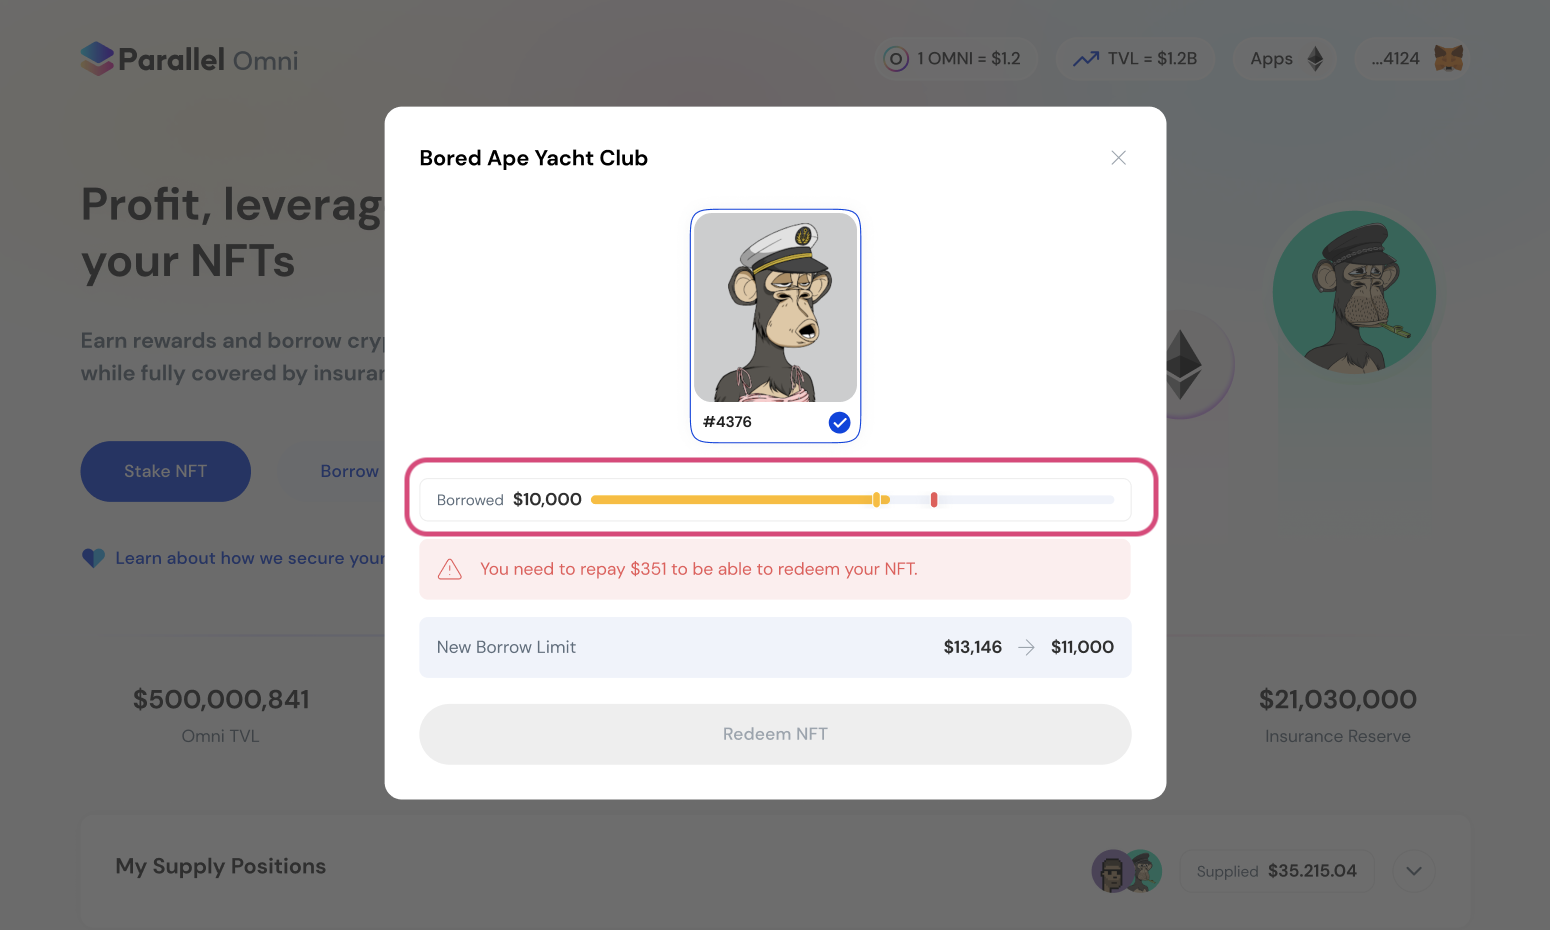 Parallel Omni
1 OMNI = $1.2
TVL = $1.2B
Apps
...4124
Bored Ape Yacht Club
Profit, leverag
your NFTs
Earn rewards and borrow cryp
while fully covered by insuran
#4376
Stake NFT
Borrow
Borrowed $10,000
Learn about how we secure your
You need to repay $351 to be able to redeem your NFT.
New Borrow Limit
$13,146
$11,000
$500,000,841
Omni TVL
$21,030,000
Insurance Reserve
Redeem NFT
My Supply Positions
Supplied $35.215.04